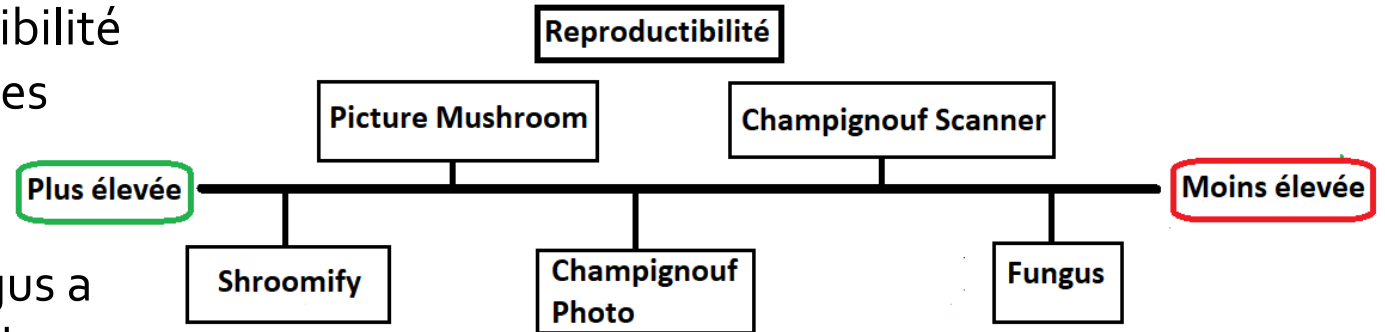 ibilité
es
gus a
Reproductibilité
Picture Mushroom
Champignouf Scanner
Plus élevée
Moins élevée
Shroomify
Champignouf
Photo
Fungus